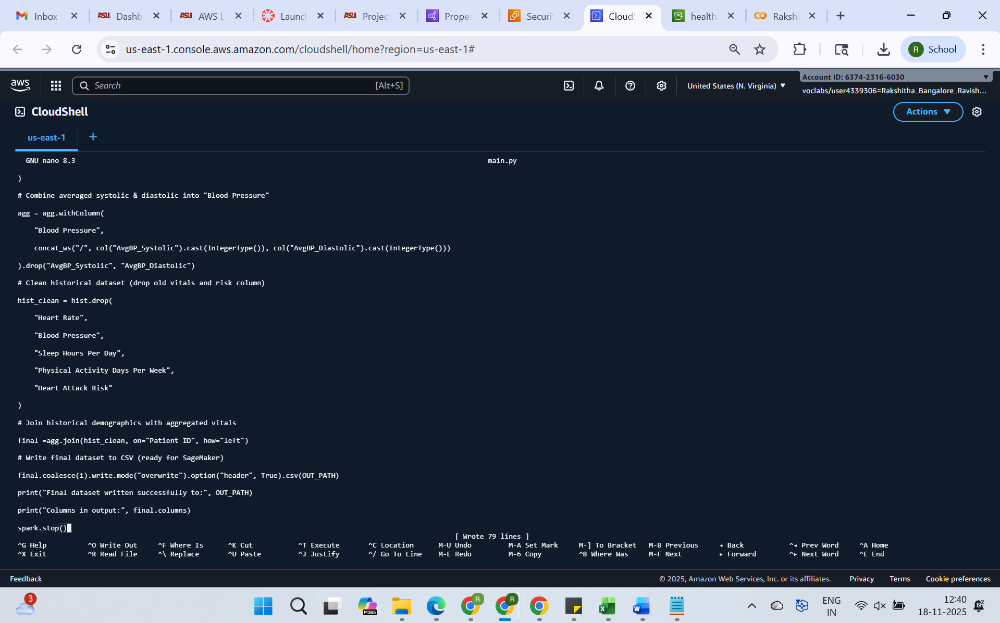 Inbox
Dashb
AWS L
Launch
Project
Proper
Securi
CloudS
health
Rakshi
us-east-1.console.aws.amazon.com/cloudshell/home?region=us-east-1#
R School
aws
Search [Alt+S]
United States (N. Virginia)
Account ID: 6374-2316-6030
voclabs/user4339306=Rakshitha_Bangalore_Ravish...
CloudShell
Actions
us-east-1
GNU nano 8.3 main.py
)
# Combine averaged systolic & diastolic into "Blood Pressure"
agg = agg.withColumn(
"Blood Pressure",
concat_ws("/", col("AvgBP_Systolic").cast(IntegerType()), col("AvgBP_Diastolic").cast(IntegerType()))
).drop("AvgBP_Systolic", "AvgBP_Diastolic")
# Clean historical dataset (drop old vitals and risk column)
hist_clean = hist.drop(
"Heart Rate",
"Blood Pressure",
"Sleep Hours Per Day",
"Physical Activity Days Per Week",
"Heart Attack Risk"
)
# Join historical demographics with aggregated vitals
final =agg.join(hist_clean, on="Patient ID", how="left")
# Write final dataset to CSV (ready for SageMaker)
final.coalesce(1).write.mode("overwrite").option("header", True).csv(OUT_PATH)
print("Final dataset written successfully to:", OUT_PATH)
print("Columns in output:", final.columns)
spark.stop()
[ Wrote 79 lines ]
^G Help ^O Write Out ^F Where Is ^K Cut ^T Execute ^C Location M-U Undo M-A Set Mark M-] To Bracket M-B Previous ◂ Back ^◂ Prev Word ^A Home
^X Exit ^R Read File ^\ Replace ^U Paste ^J Justify ^/ Go To Line M-E Redo M-6 Copy ^B Where Was M-F Next ▸ Forward ^▸ Next Word ^E End
Feedback
© 2025, Amazon Web Services, Inc. or its affiliates. Privacy Terms Cookie preferences
3
M365
R
R
ENG
IN
12:40
18-11-2025